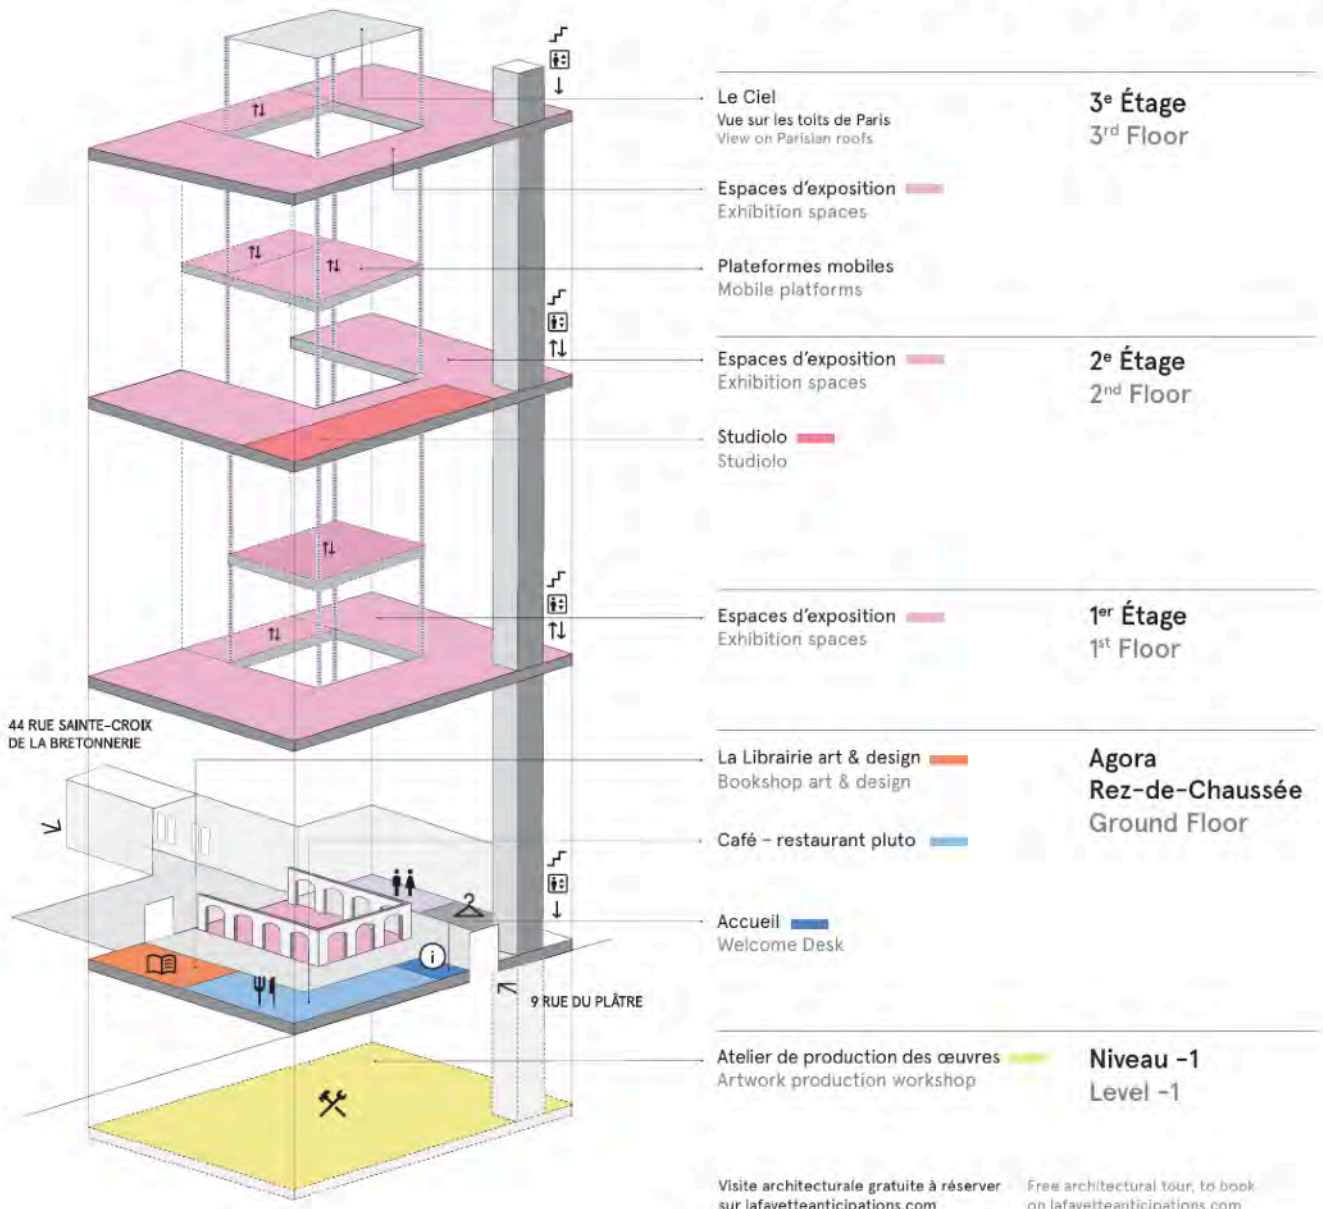 Le Ciel
Vue sur les toits de Paris
View on Parisian roofs
3e Étage
3rd Floor
Espaces d'exposition
Exhibition spaces
Plateformes mobiles
Mobile platforms
Espaces d'exposition
Exhibition spaces
2e Étage
2nd Floor
Studiolo
Studiolo
Espaces d'exposition
Exhibition spaces
1er Étage
1st Floor
44 RUE SAINTE-CROIX
DE LA BRETONNERIE
La Librairie art & design
Bookshop art & design
Agora
Rez-de-Chaussée
Ground Floor
Café - restaurant pluto
Accueil
Welcome Desk
i
9 RUE DU PLÂTRE
Atelier de production des œuvres
Artwork production workshop
Niveau -1
Level -1
Visite architecturale gratuite à réserver
sur lafayetteanticipations.com
Free architectural tour, to book
on lafayetteanticipations.com